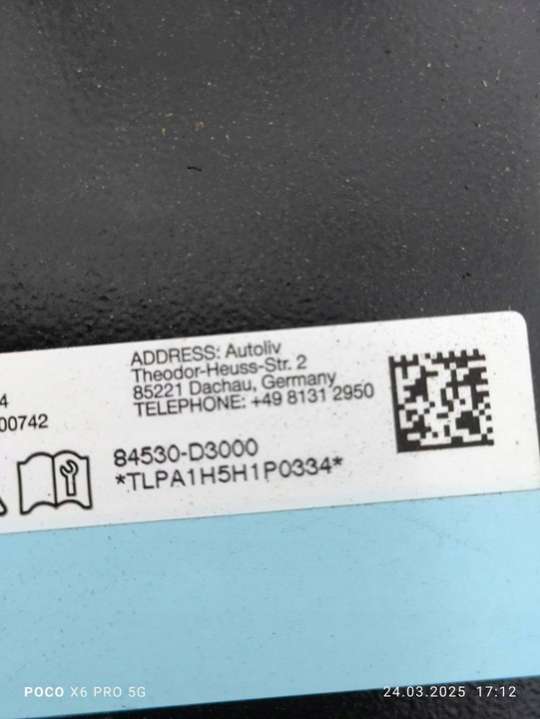 ADDRESS: Autoliv
Theodor-Heuss-Str. 2
85221 Dachau, Germany
TELEPHONE: +49 8131 2950
4
00742
84530-D3000
*TLPA1H5H1P0334*
POCO X6 PRO 5G
24.03.2025 17:12